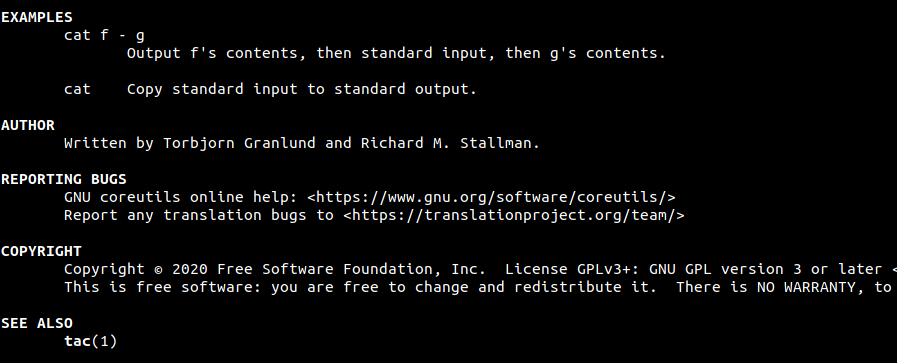 EXAMPLES
cat f - g
Output f's contents, then standard input, then g's contents.
cat    Copy standard input to standard output.
AUTHOR
Written by Torbjorn Granlund and Richard M. Stallman.
REPORTING BUGS
GNU coreutils online help: <https://www.gnu.org/software/coreutils/>
Report any translation bugs to <https://translationproject.org/team/>
COPYRIGHT
Copyright © 2020 Free Software Foundation, Inc.  License GPLv3+: GNU GPL version 3 or later <
This is free software: you are free to change and redistribute it.  There is NO WARRANTY, to
SEE ALSO
tac(1)